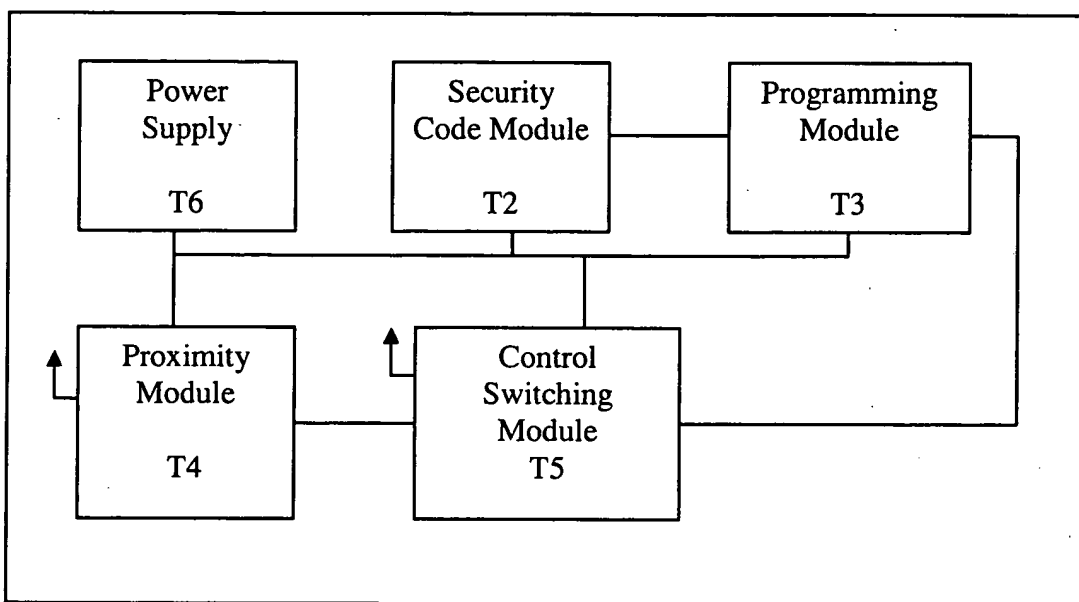 Power
Supply
T6
Security
Code Module
T2
Programming
Module
T3
Proximity
Module
T4
Control
Switching
Module
T5